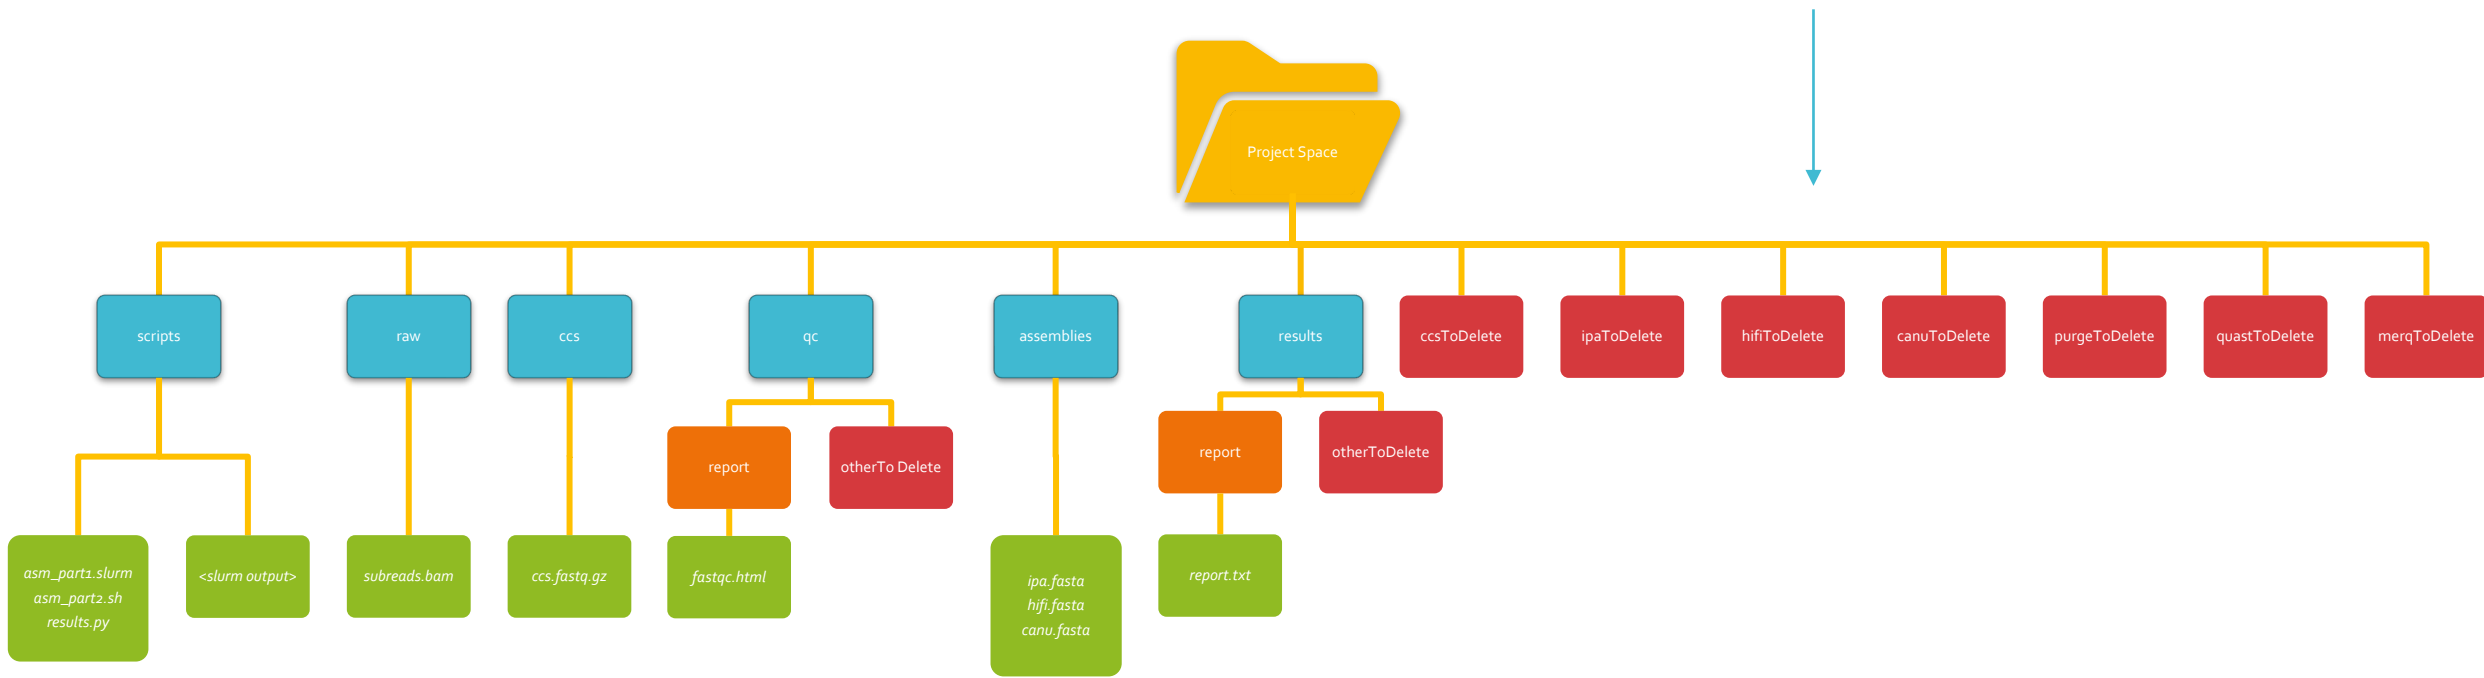 Project Space
scripts
raw
ccs
qc
assemblies
results
ccsToDelete
ipaToDelete
hifiToDelete
canuToDelete
purgeToDelete
quastToDelete
merqToDelete
report
otherTo Delete
report
otherToDelete
asm_part1.slurm
asm_part2.sh
results.py
<slurm output>
subreads.bam
ccs.fastq.gz
fastqc.html
ipa.fasta
hifi.fasta
canu.fasta
report.txt